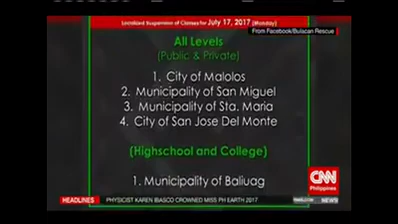 Localized Suspension of Classes for July 17, 2017 (Monday)
From Facebook/Bulacan Rescue
All Levels
(Public & Private)
1. City of Malolos
2. Municipality of San Miguel
3. Municipality of Sta. Maria
4. City of San Jose Del Monte
(Highschool and College)
1. Municipality of Baliuag
CNN
Philippines
HEADLINES PHYSICIST KAREN IBASCO CROWNED MISS PH EARTH 2017 NEWS